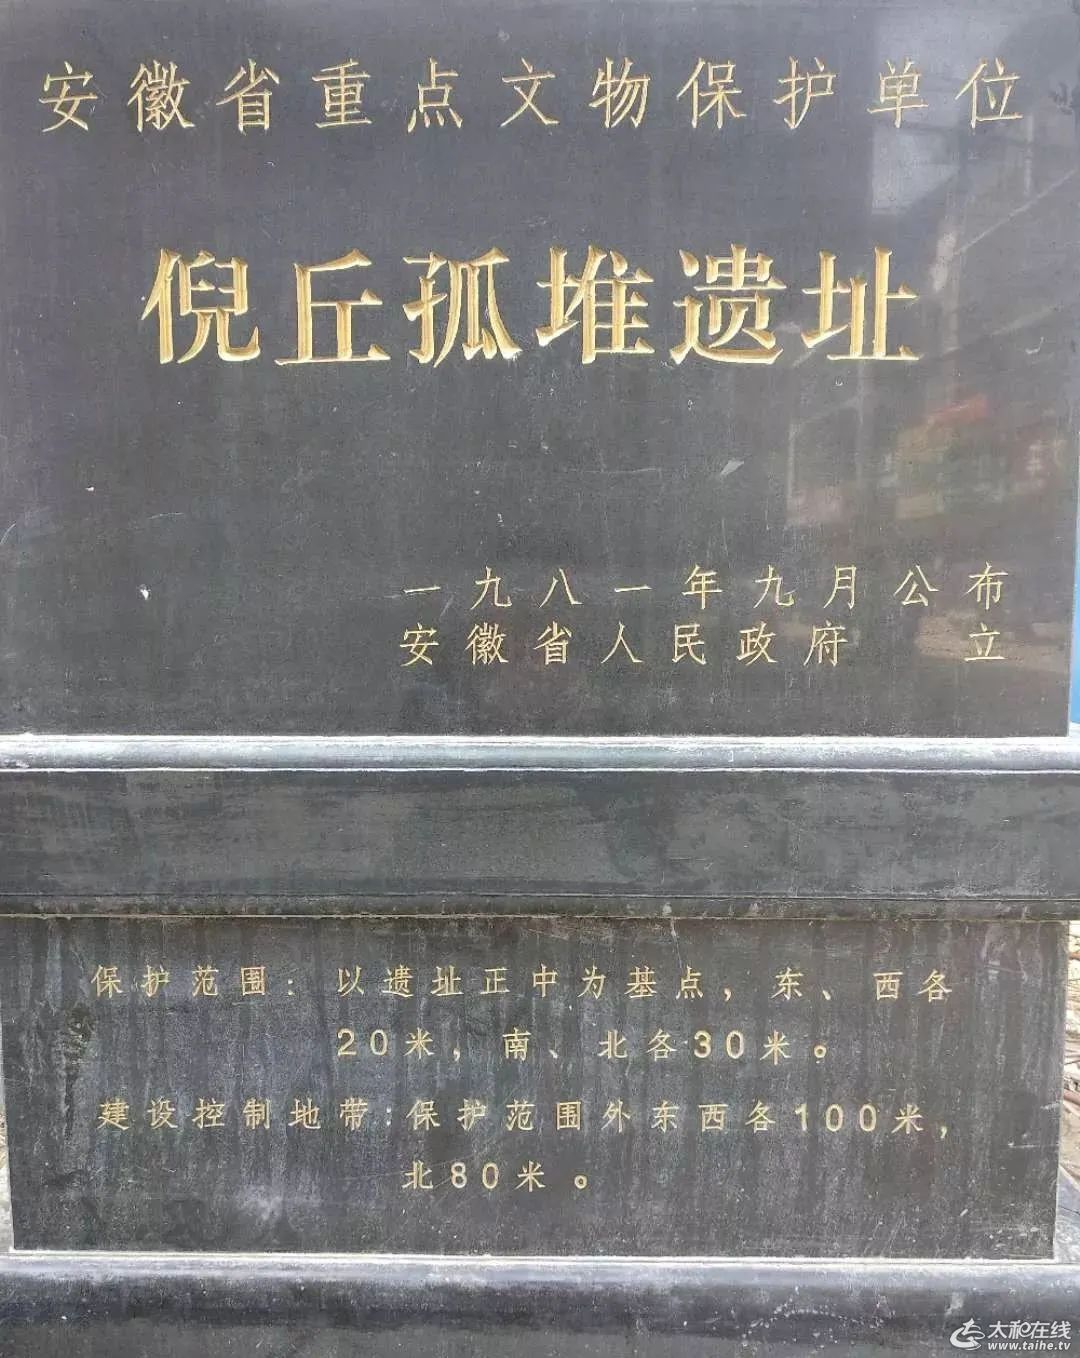 安徽省重点文物保护单位
倪丘孤堆遗址
一九八一年九月公布
安徽省人民政府 立
保护范围：以遗址正中为基点，东、西各
20米，南、北各30米。
建设控制地带：保护范围外东西各100米，
北80米。
太和在线
www.taihe.tv